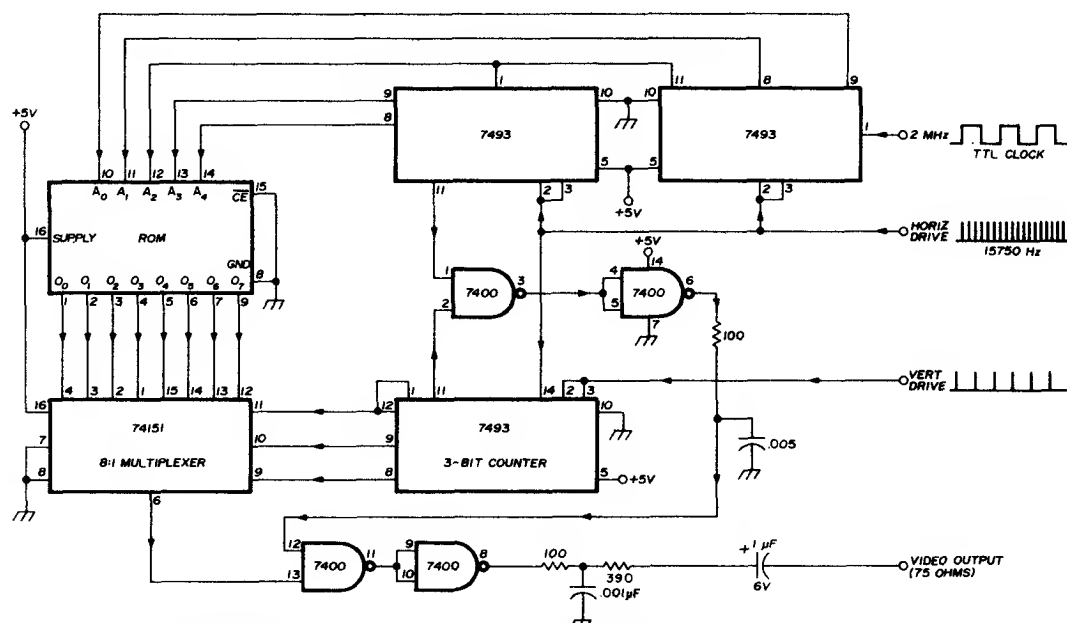 +5V
10 11 12 13 14
A0 A1 A2 A3 A4
15
CE
16
SUPPLY ROM
GND
8
O0 O1 O2 O3 O4 O5 O6 O7
1 2 3 4 5 6 7 9
4 3 2 1 15 14 13 12
16
7
8
74151
8:1 MULTIPLEXER
11
10
9
6
1
9
8
7493
10
5
11
2 3
+5V
11 8 9
10
5
7493
1
2 3
2 MHz
TTL CLOCK
HORIZ
DRIVE
15750 Hz
1
2
7400
3
+5V
14
4
5
7400
6
7
100
1
12
11
14 2 3
10
9
8
7493
3-BIT COUNTER
5
+5V
VERT
DRIVE
.005
12
13
7400
11
9
10
7400
8
100
390
.001µF
+ 1 µF
6V
VIDEO OUTPUT
(75 OHMS)